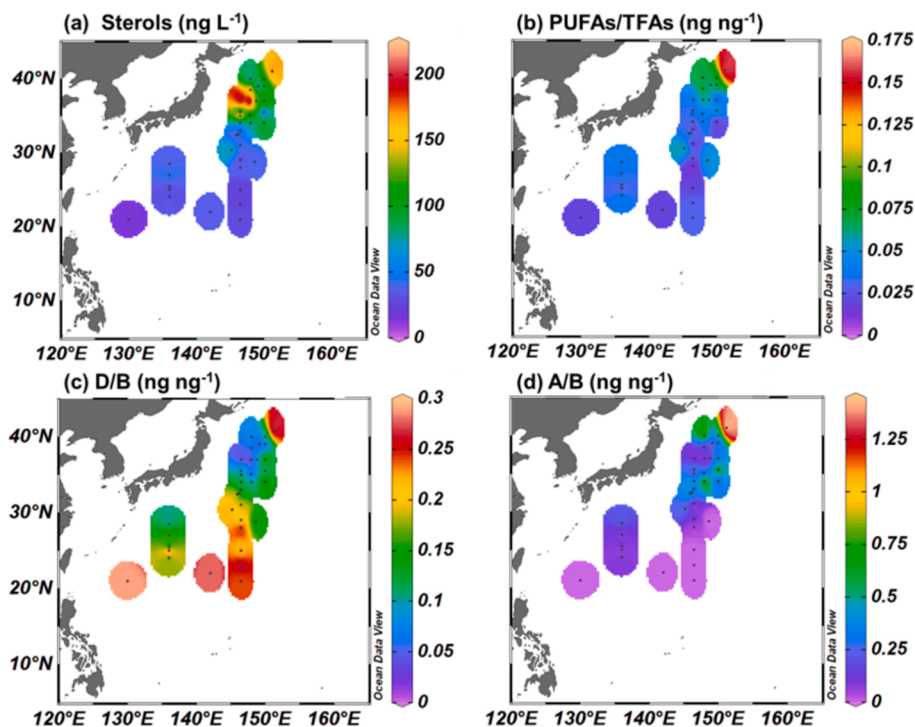 (a) Sterols (ng L⁻¹)
200
150
100
50
0
40°N
30°N
20°N
10°N
120°E 130°E 140°E 150°E 160°E
Ocean Data View
(b) PUFAs/TFAs (ng ng⁻¹)
0.175
0.15
0.125
0.1
0.075
0.05
0.025
0
120°E 130°E 140°E 150°E 160°E
Ocean Data View
(c) D/B (ng ng⁻¹)
0.3
0.25
0.2
0.15
0.1
0.05
0
40°N
30°N
20°N
10°N
120°E 130°E 140°E 150°E 160°E
Ocean Data View
(d) A/B (ng ng⁻¹)
1.25
1
0.75
0.5
0.25
0
120°E 130°E 140°E 150°E 160°E
Ocean Data View